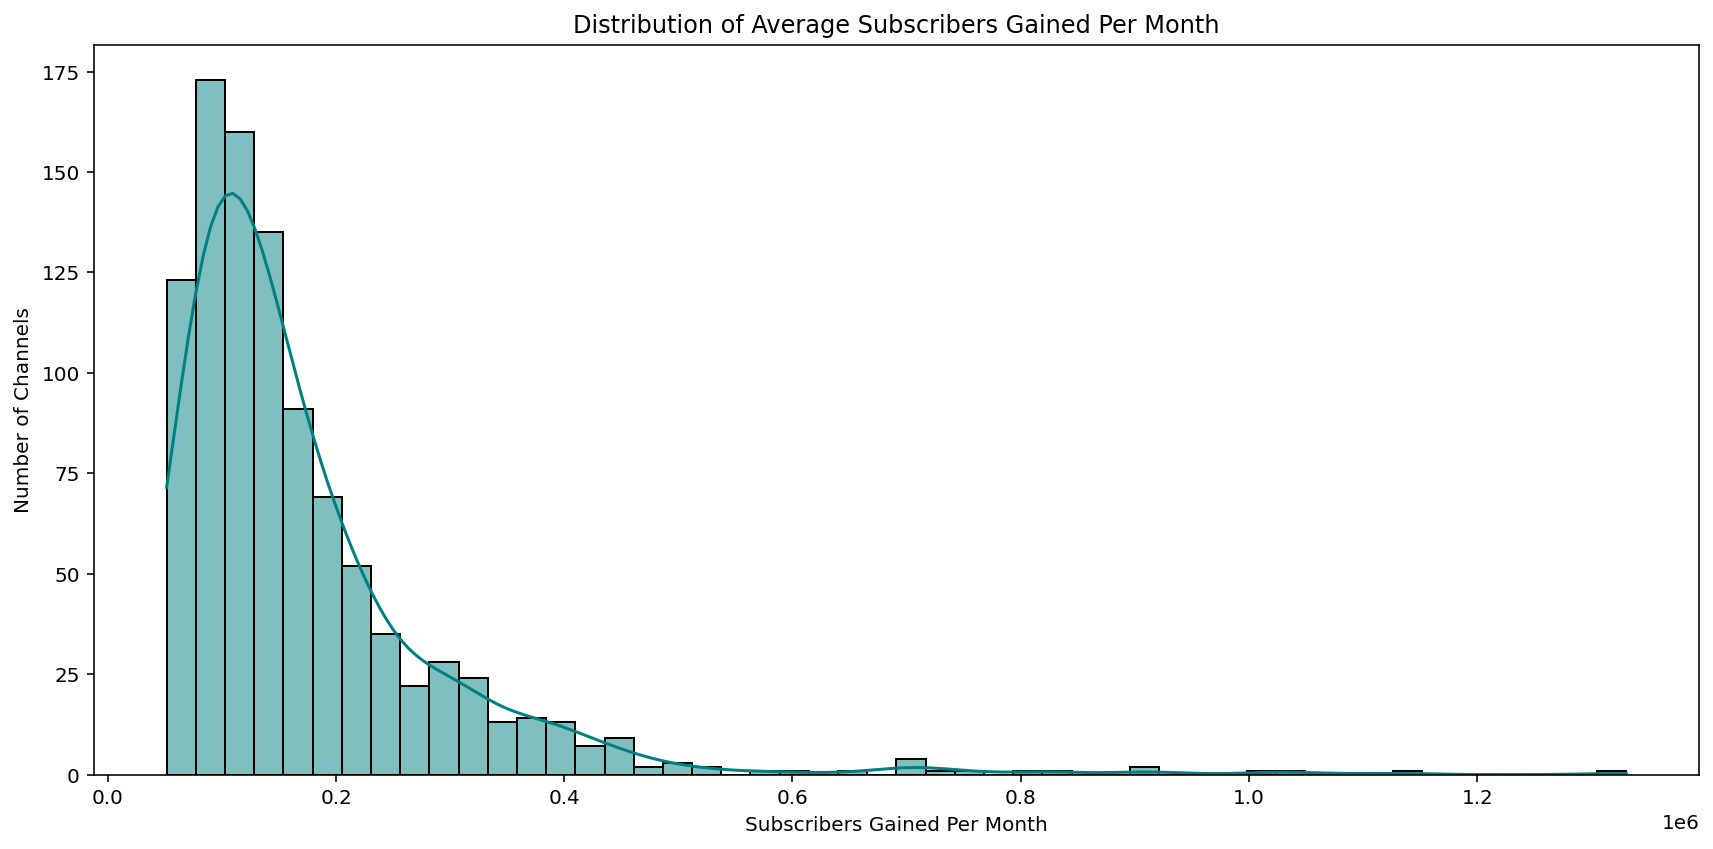 Distribution of Average Subscribers Gained Per Month
175
150
125
100
75
50
25
0
Number of Channels
0.0 0.2 0.4 0.6 0.8 1.0 1.2
1e6
Subscribers Gained Per Month